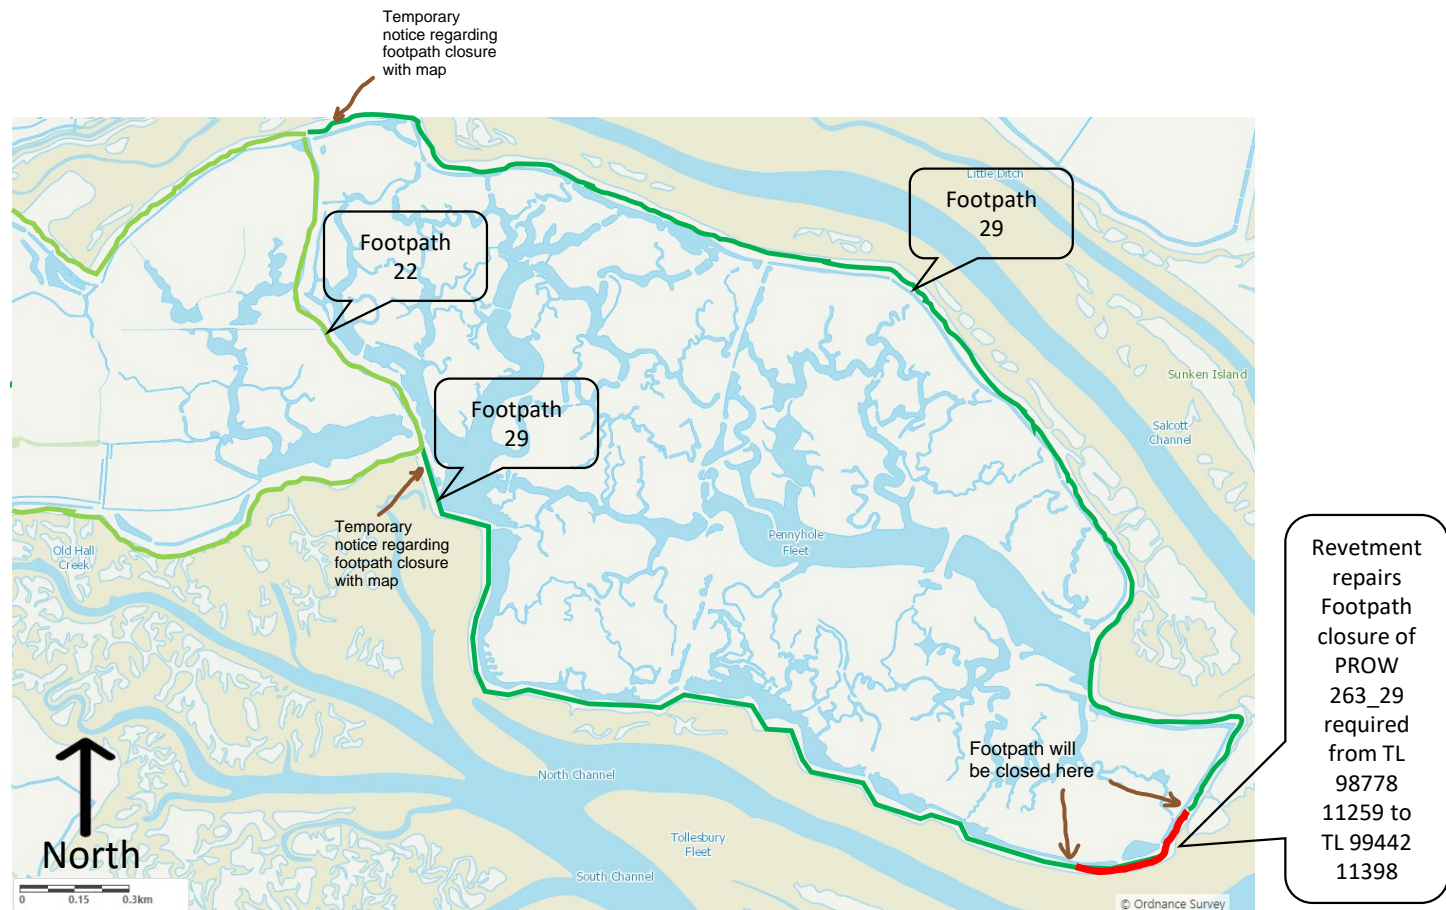 Temporary
notice regarding
footpath closure
with map
Little Ditch
Footpath
29
Footpath
22
Sunken Island
Footpath
29
Salcott
Channel
Temporary
notice regarding
footpath closure
with map
Pennyhole
Fleet
Old Hall
Creek
Revetment
repairs
Footpath
closure of
PROW
263_29
required
from TL
98778
11259 to
TL 99442
11398
Footpath will
be closed here
North Channel
Tollesbury
Fleet
South Channel
North
0 0.15 0.3km
© Ordnance Survey